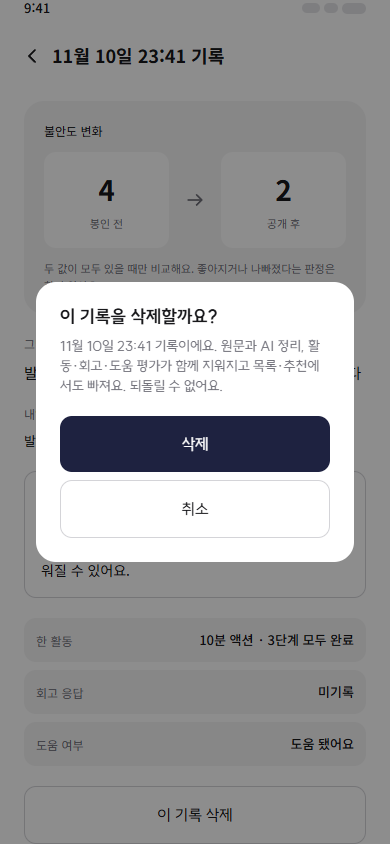 9:41
11월 10일 23:41 기록
불안도 변화
4
봉인 전
2
공개 후
두 값이 모두 있을 때만 비교해요. 좋아지거나 나빠졌다는 판정은
이 기록을 삭제할까요?
11월 10일 23:41 기록이에요. 원문과 AI 정리, 활
동·회고·도움 평가가 함께 지워지고 목록·추천에
서도 빠져요. 되돌릴 수 없어요.
삭제
취소
워질 수 있어요.
한 활동
10분 액션 · 3단계 모두 완료
회고 응답
미기록
도움 여부
도움 됐어요
이 기록 삭제